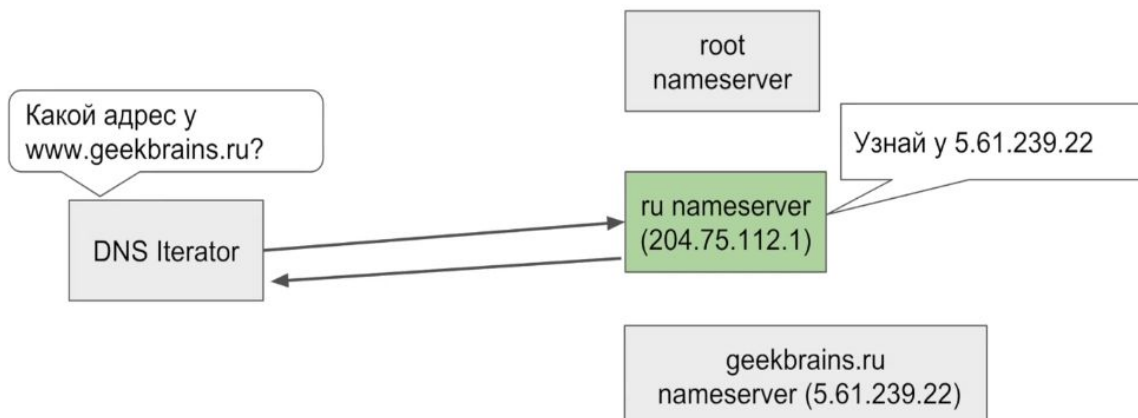 root
nameserver
Какой адрес у
www.geekbrains.ru?
Узнай у 5.61.239.22
DNS Iterator
ru nameserver
(204.75.112.1)
geekbrains.ru
nameserver (5.61.239.22)